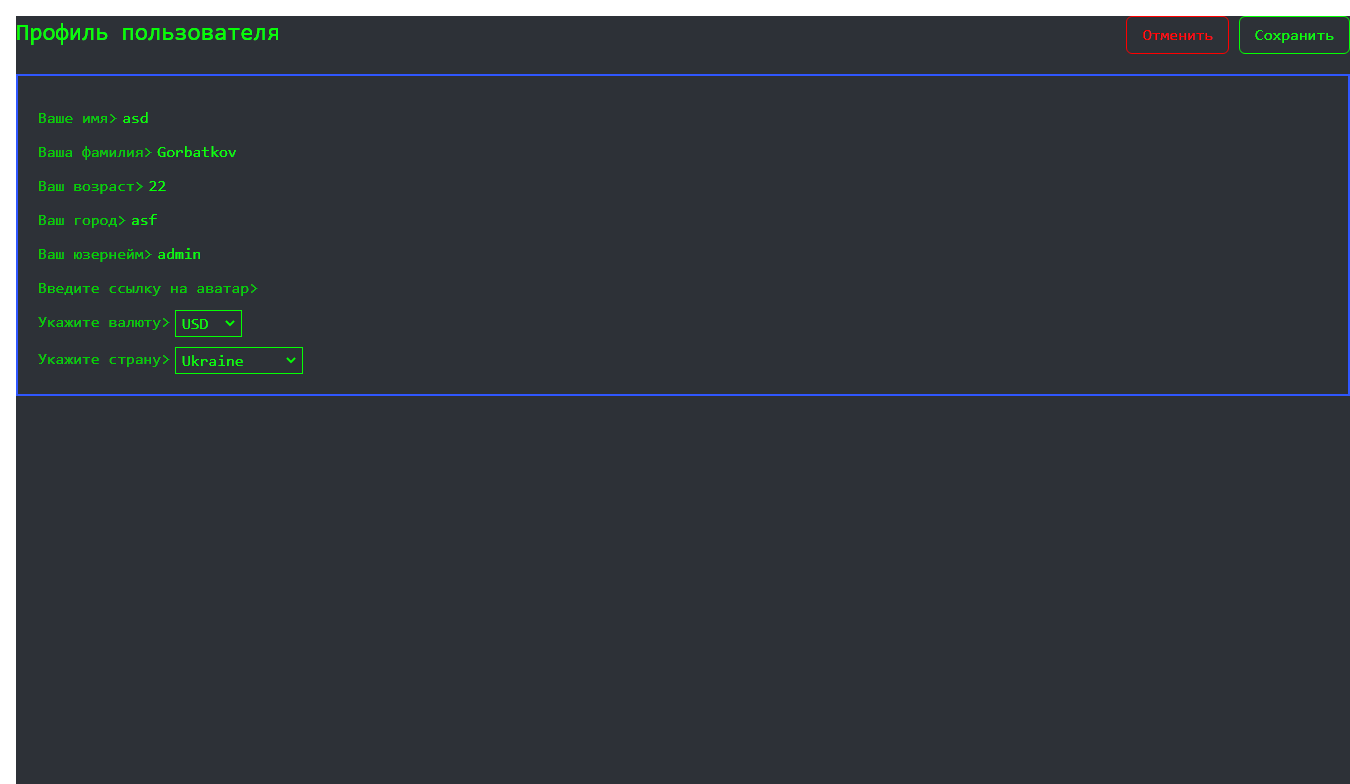 Профиль пользователя
Отменить
Сохранить
Ваше имя> asd
Ваша фамилия> Gorbatkov
Ваш возраст> 22
Ваш город> asf
Ваш юзернейм> admin
Введите ссылку на аватар>
Укажите валюту> USD
Укажите страну> Ukraine